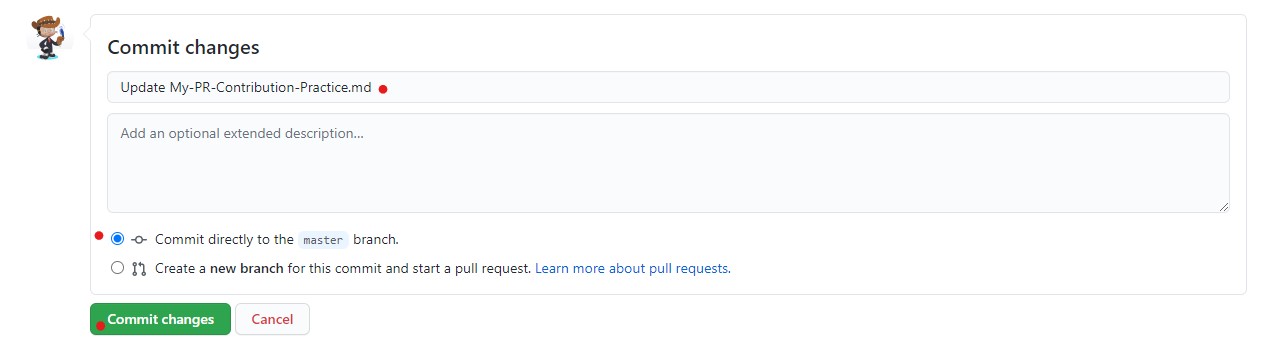 Commit changes
Update My-PR-Contribution-Practice.md
Add an optional extended description...
Commit directly to the master branch.
Create a new branch for this commit and start a pull request. Learn more about pull requests.
Commit changes Cancel